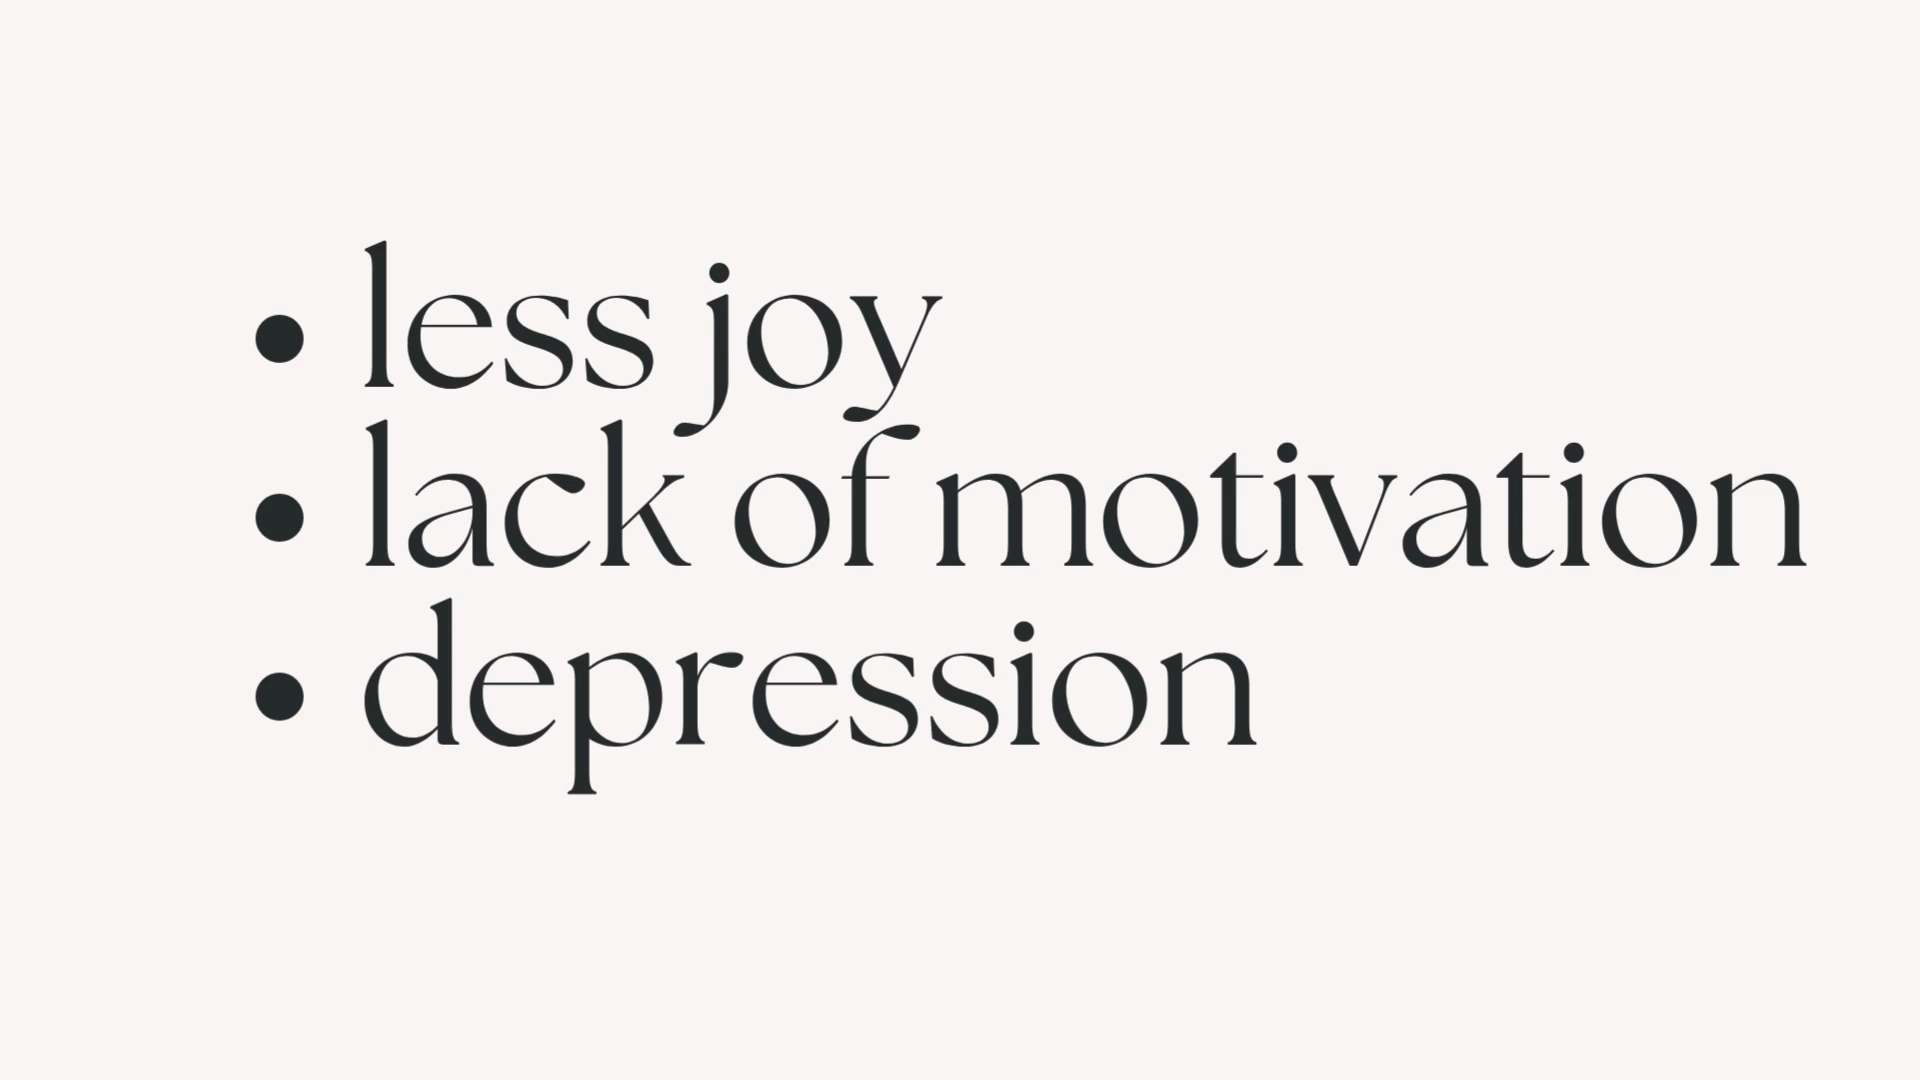 • less joy
• lack of motivation
• depression